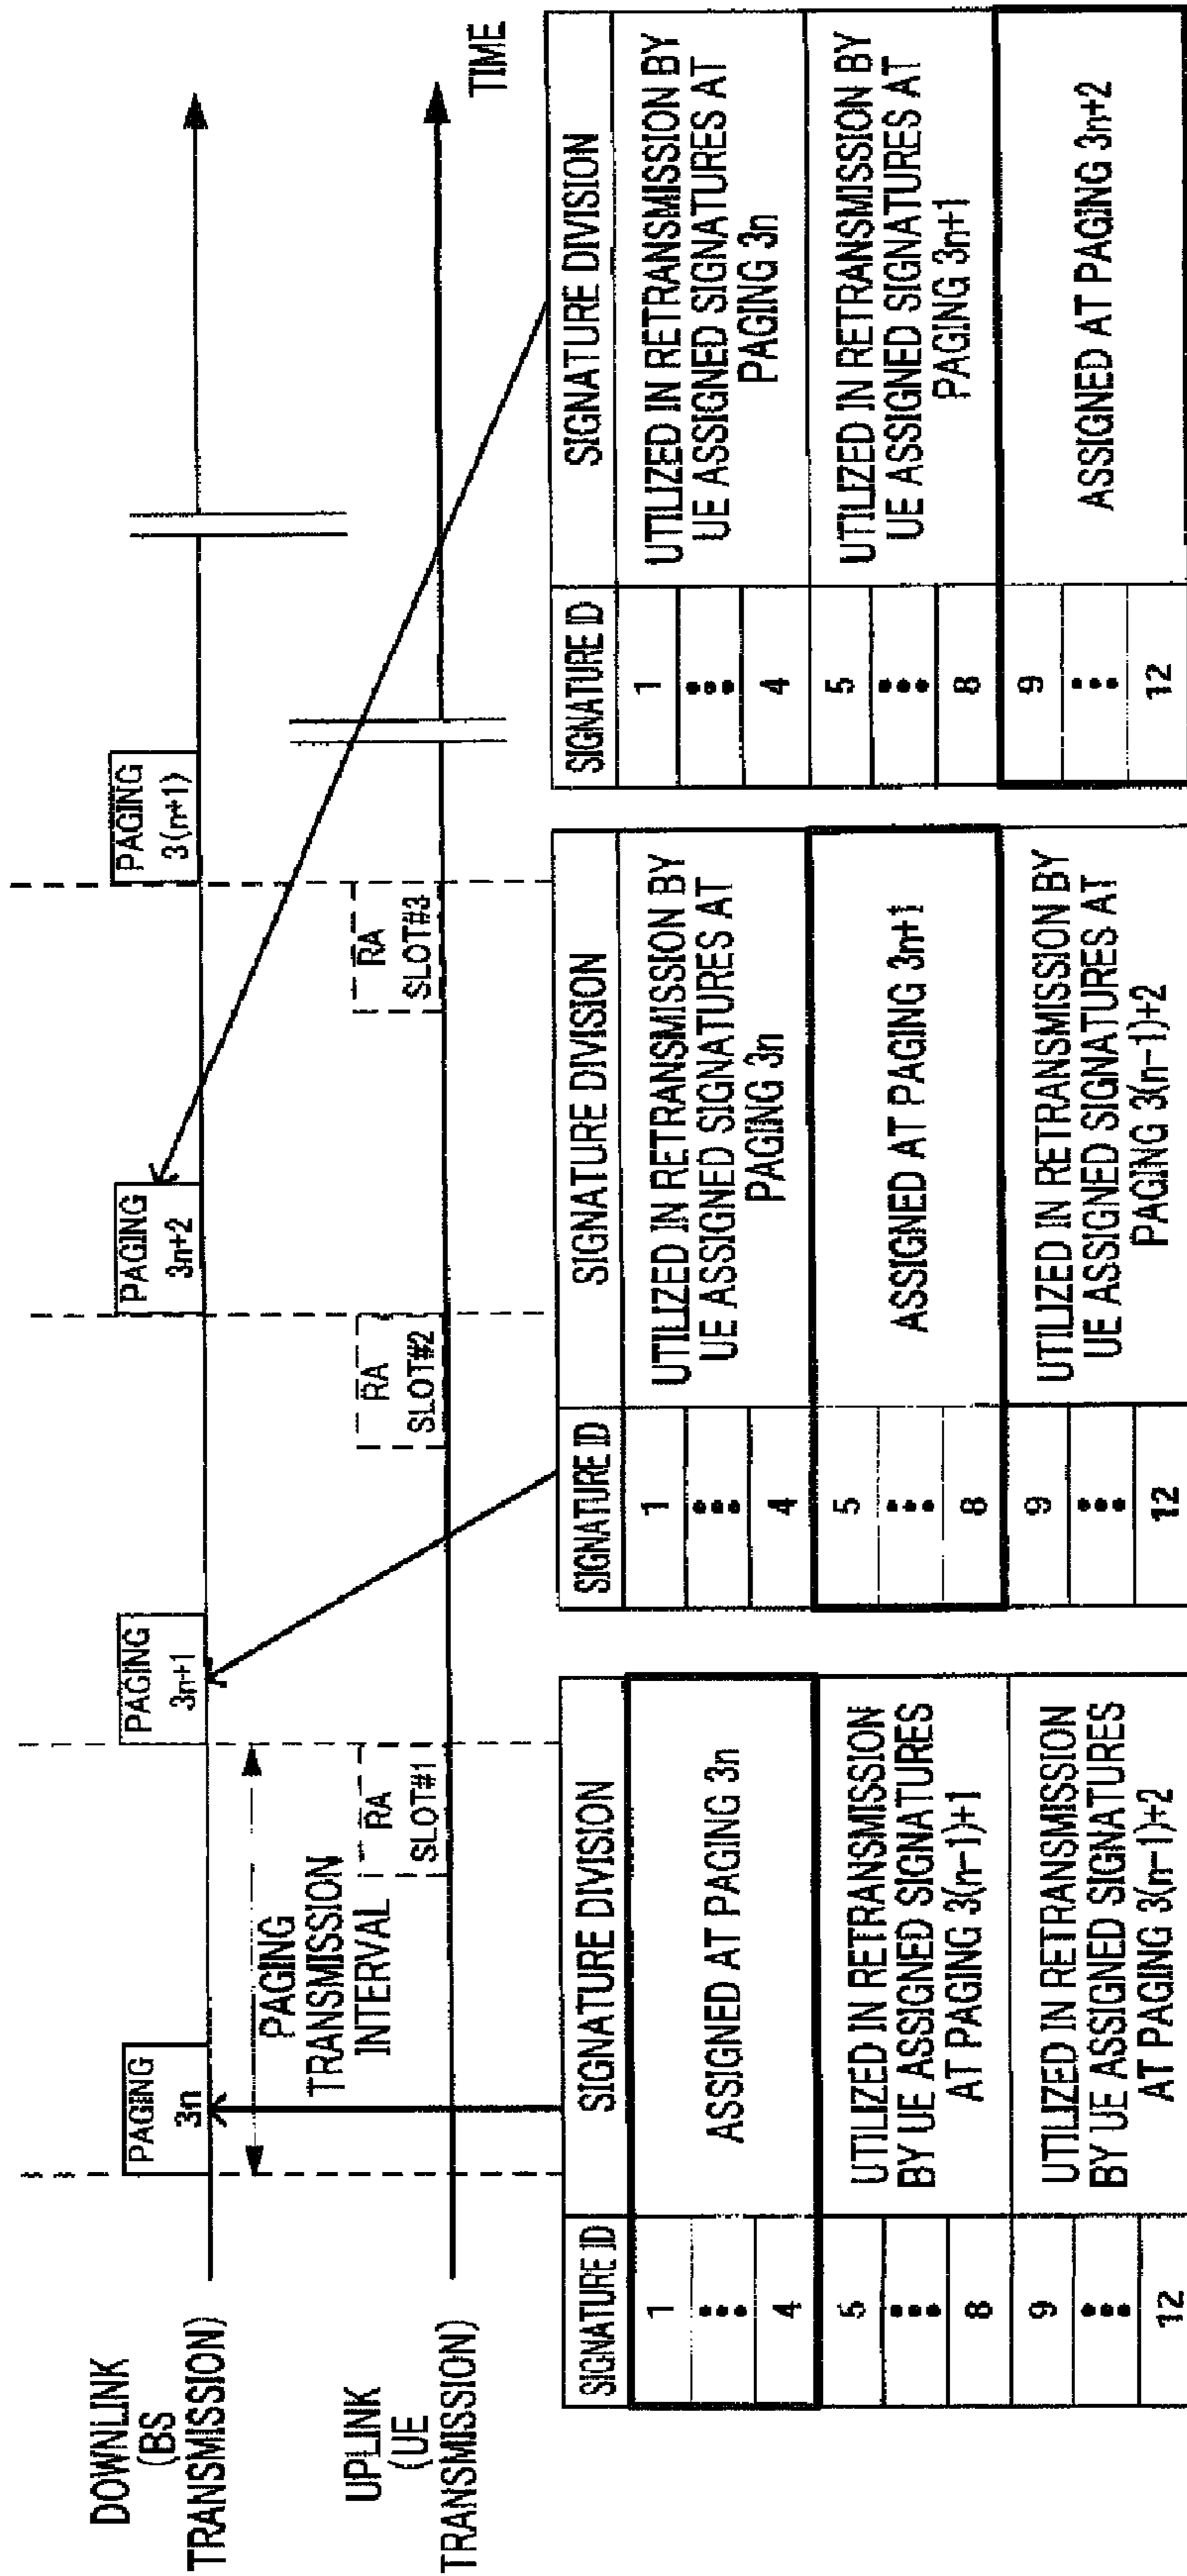 DOWNLINK
(BS
TRANSMISSION)
PAGING
3n
PAGING
3n+1
PAGING
3n+2
PAGING
3(n+1)
PAGING
TRANSMISSION
INTERVAL
UPLINK
(UE
TRANSMISSION)
RA
SLOT#1
RA
SLOT#2
RA
SLOT#3
TIME
SIGNATURE ID
SIGNATURE DIVISION
1
4
ASSIGNED AT PAGING 3n
5
8
UTILIZED IN RETRANSMISSION
BY UE ASSIGNED SIGNATURES
AT PAGING 3(n-1)+1
9
12
UTILIZED IN RETRANSMISSION
BY UE ASSIGNED SIGNATURES
AT PAGING 3(n-1)+2
SIGNATURE ID
SIGNATURE DIVISION
1
4
UTILIZED IN RETRANSMISSION BY
UE ASSIGNED SIGNATURES AT
PAGING 3n
5
8
ASSIGNED AT PAGING 3n+1
9
12
UTILIZED IN RETRANSMISSION BY
UE ASSIGNED SIGNATURES AT
PAGING 3(n-1)+2
SIGNATURE ID
SIGNATURE DIVISION
1
4
UTILIZED IN RETRANSMISSION BY
UE ASSIGNED SIGNATURES AT
PAGING 3n
5
8
UTILIZED IN RETRANSMISSION BY
UE ASSIGNED SIGNATURES AT
PAGING 3n+1
9
12
ASSIGNED AT PAGING 3n+2